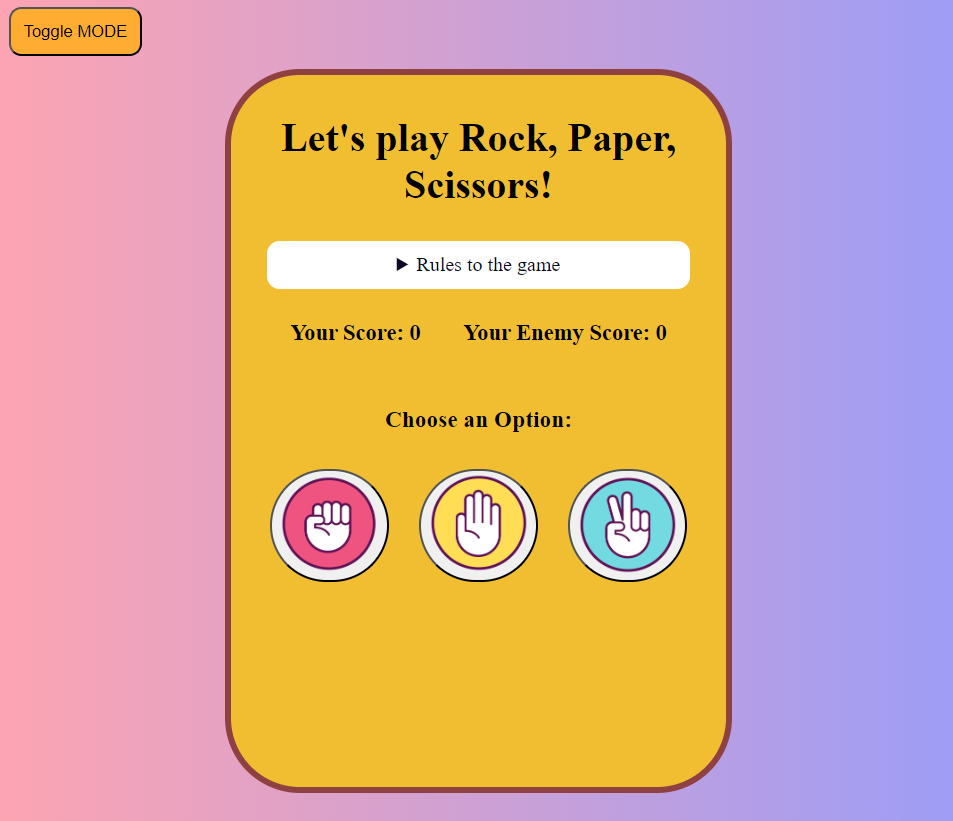 Toggle MODE
Let's play Rock, Paper,
Scissors!
Rules to the game
Your Score: 0 Your Enemy Score: 0
Choose an Option: